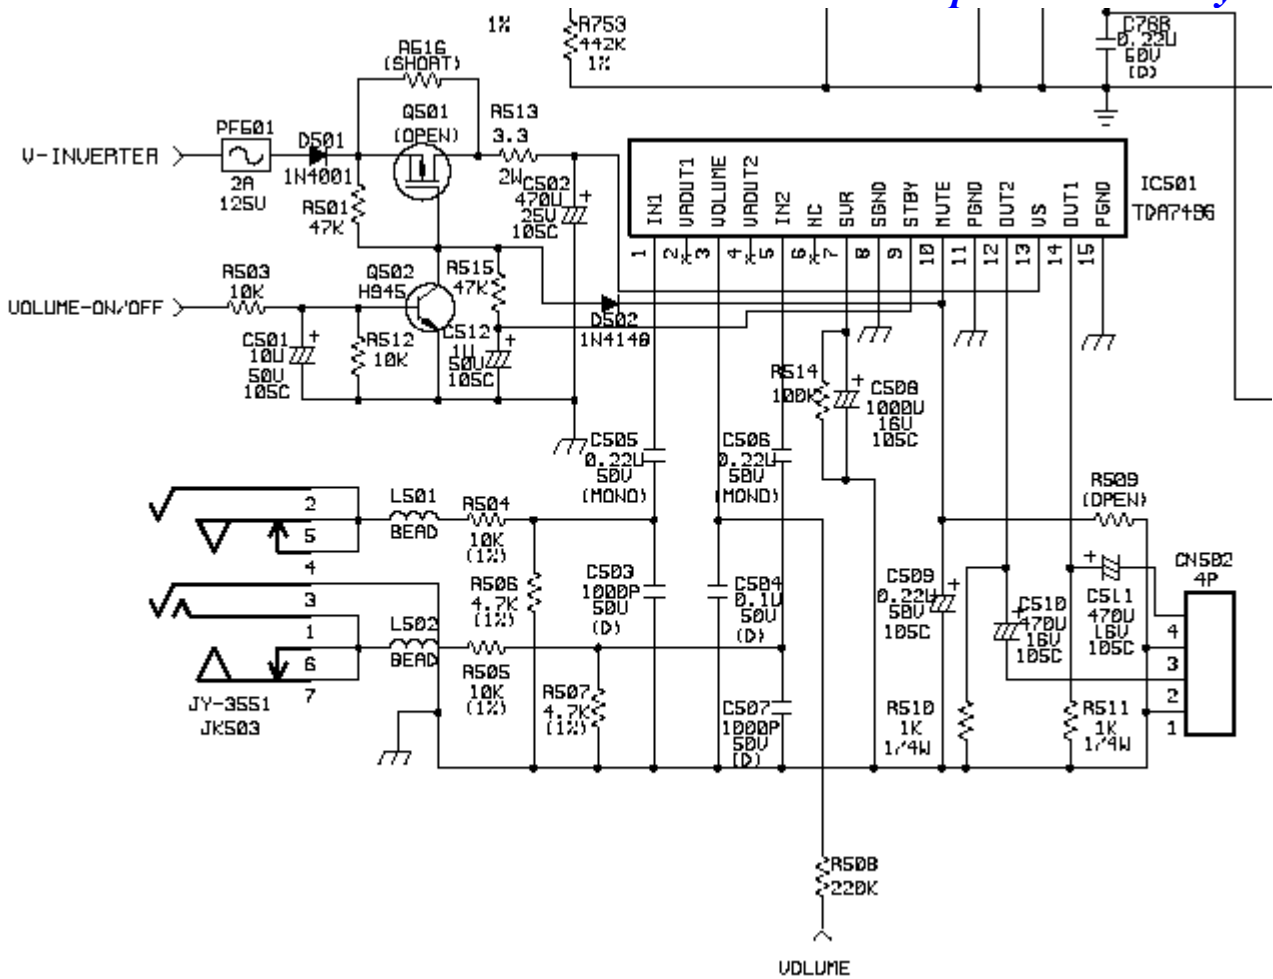 1%
R753
442K
1%
C768
0.22U
60V
(D)
R516
(SHORT)
Q501
(OPEN)
R513
3.3
2W
PF501
2A
125V
D501
1N4001
V-INVERTER
R501
47K
C502
470U
25V
105C
IC501
TDA7496
IN1
VAROUT1
VOLUME
VAROUT2
IN2
NC
SVR
SGND
STBY
MUTE
PGND
OUT2
VS
OUT1
PGND
1
2
3
4
5
6
7
8
9
10
11
12
13
14
15
R503
10K
VOLUME-ON/OFF
Q502
H945
R515
47K
D502
1N4148
C501
10U
50V
105C
R512
10K
C512
1U
50V
105C
R514
100K
C508
1000U
16V
105C
C505
0.22U
50V
(MONO)
C506
0.22U
50V
(MONO)
R509
(OPEN)
2
5
4
3
1
6
7
JY-3551
JK503
L501
BEAD
R504
10K
(1%)
R506
4.7K
(1%)
L502
BEAD
R505
10K
(1%)
R507
4.7K
(1%)
C503
1000P
50V
(D)
C504
0.1U
50V
(D)
C507
1000P
50V
(D)
C509
0.22U
50V
105C
C510
470U
16V
105C
C511
470U
16V
105C
CN502
4P
4
3
2
1
R510
1K
1/4W
R511
1K
1/4W
R508
220K
VOLUME